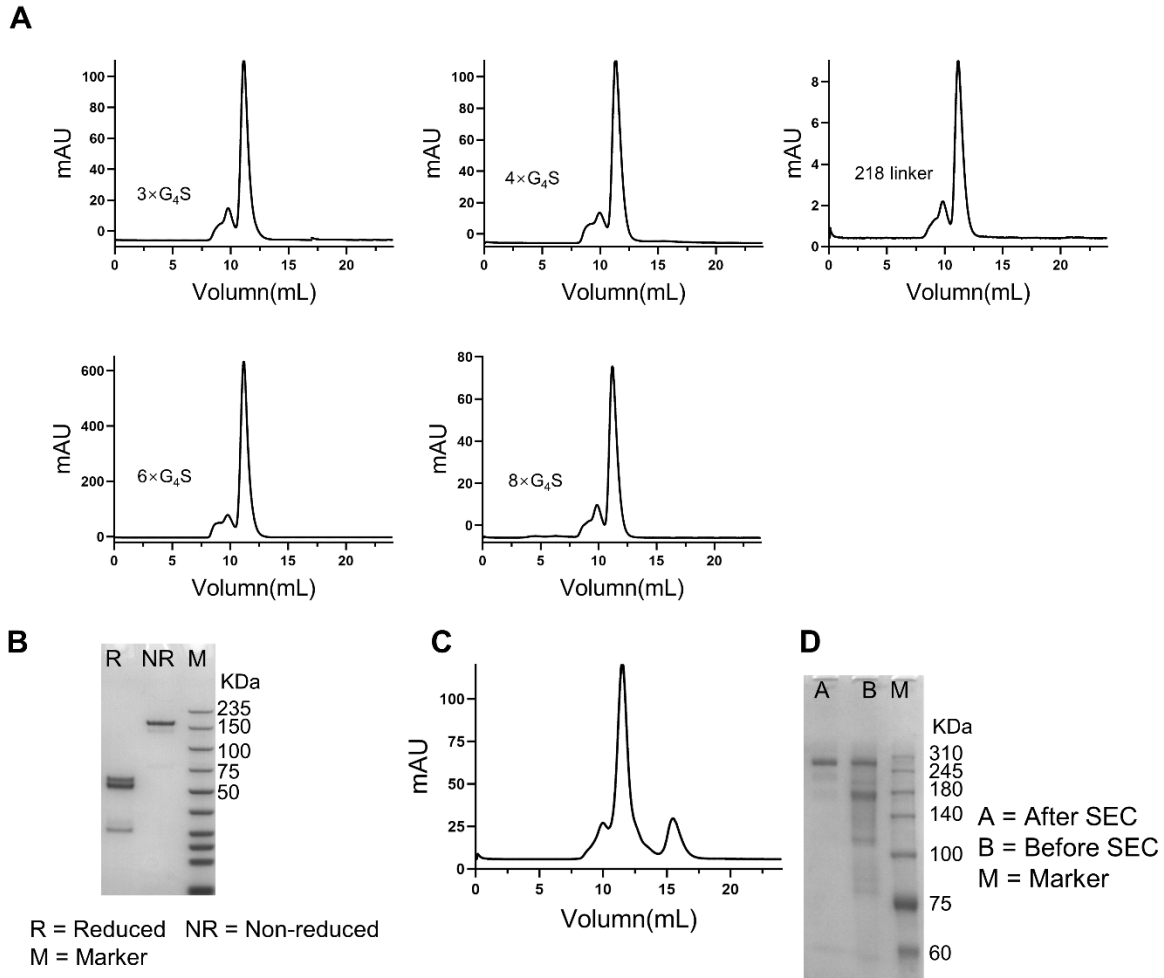 A
mAU
100
80
60
40
20
0
3×G₄S
0 5 10 15 20
Volumn(mL)
mAU
100
80
60
40
20
0
4×G₄S
0 5 10 15 20
Volumn(mL)
mAU
8
6
4
2
0
218 linker
0 5 10 15 20
Volumn(mL)
mAU
600
400
200
0
6×G₄S
0 5 10 15 20
Volumn(mL)
mAU
80
60
40
20
0
8×G₄S
0 5 10 15 20
Volumn(mL)
B
R NR M
KDa
235
150
100
75
50
R = Reduced NR = Non-reduced
M = Marker
C
mAU
100
75
50
25
0
0 5 10 15 20
Volumn(mL)
D
A B M
KDa
310
245
180
140
100
75
60
A = After SEC
B = Before SEC
M = Marker